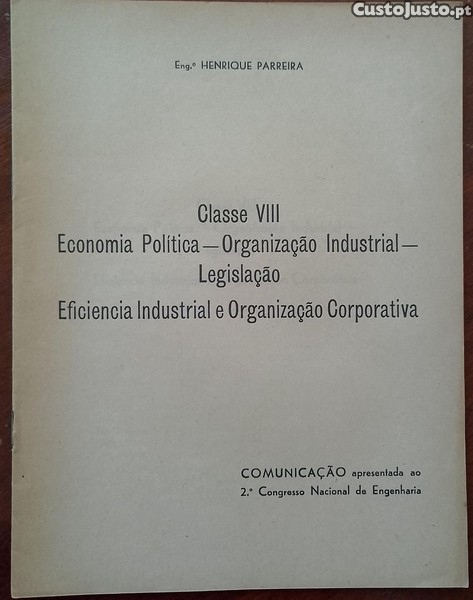 CustoJusto.pt
Eng.º HENRIQUE PARREIRA
Classe VIII
Economia Política — Organização Industrial —
Legislação
Eficiencia Industrial e Organização Corporativa
COMUNICAÇÃO apresentada ao
2.º Congresso Nacional de Engenharia